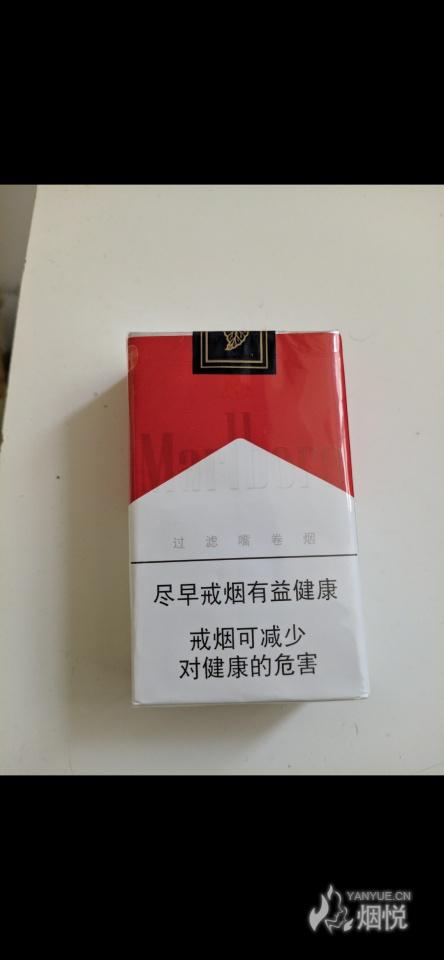 Marlboro
过滤嘴卷烟
尽早戒烟有益健康
戒烟可减少
对健康的危害
YANYUE.CN
烟悦